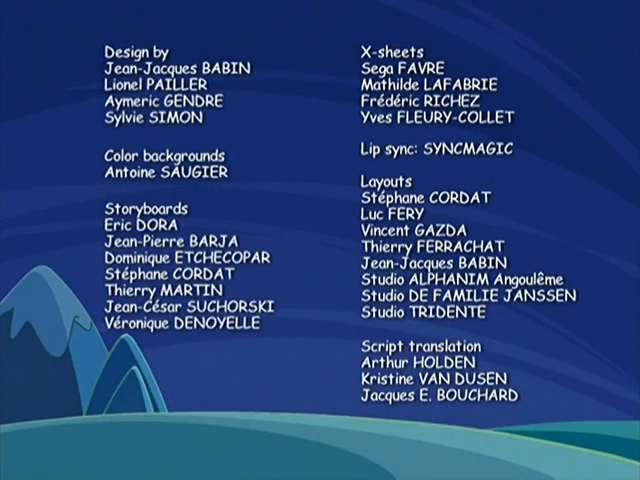 Design by
Jean-Jacques BABIN
Lionel PAILLER
Aymeric GENDRE
Sylvie SIMON
Color backgrounds
Antoine SAUGIER
Storyboards
Eric DORA
Jean-Pierre BARJA
Dominique ETCHECOPAR
Stéphane CORDAT
Thierry MARTIN
Jean-César SUCHORSKI
Véronique DENOYELLE
X-sheets
Sega FAVRE
Mathilde LAFABRIE
Frédéric RICHEZ
Yves FLEURY-COLLET
Lip sync: SYNCMAGIC
Layouts
Stéphane CORDAT
Luc FERY
Vincent GAZDA
Thierry FERRACHAT
Jean-Jacques BABIN
Studio ALPHANIM Angoulême
Studio DE FAMILIE JANSSEN
Studio TRIDENTE
Script translation
Arthur HOLDEN
Kristine VAN DUSEN
Jacques E. BOUCHARD